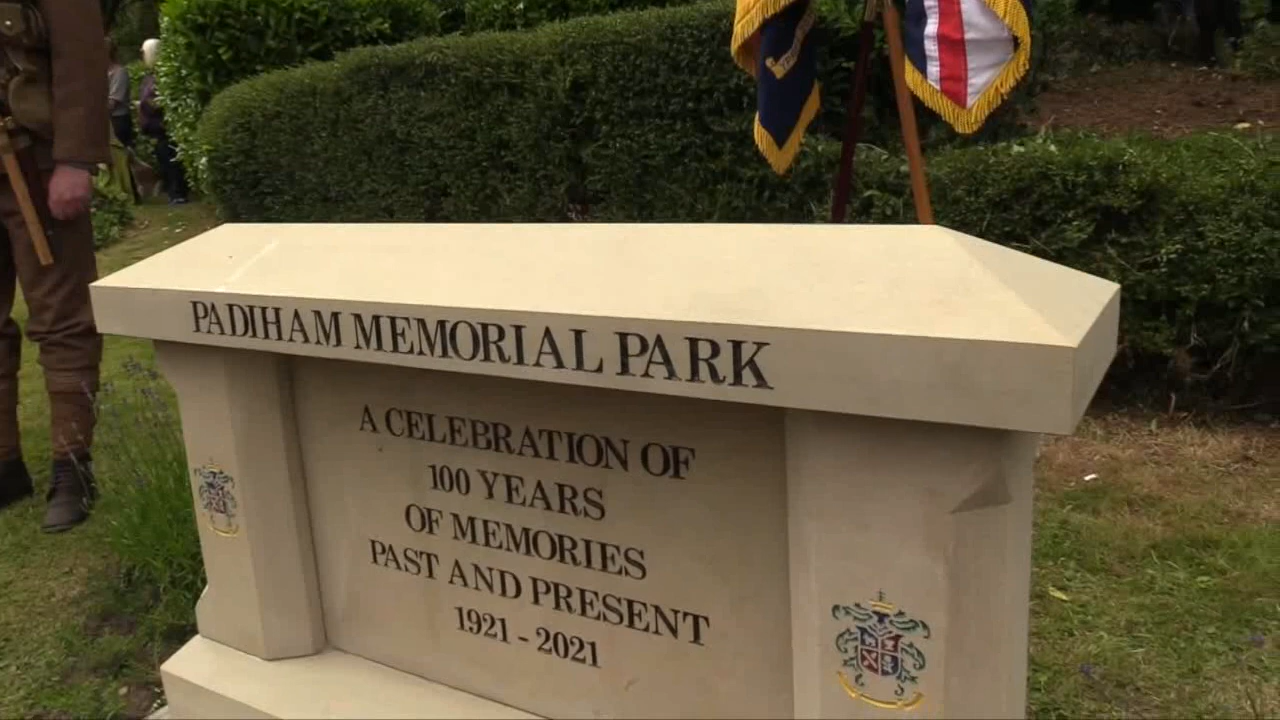 PADIHAM MEMORIAL PARK
A CELEBRATION OF
100 YEARS
OF MEMORIES
PAST AND PRESENT
1921 - 2021